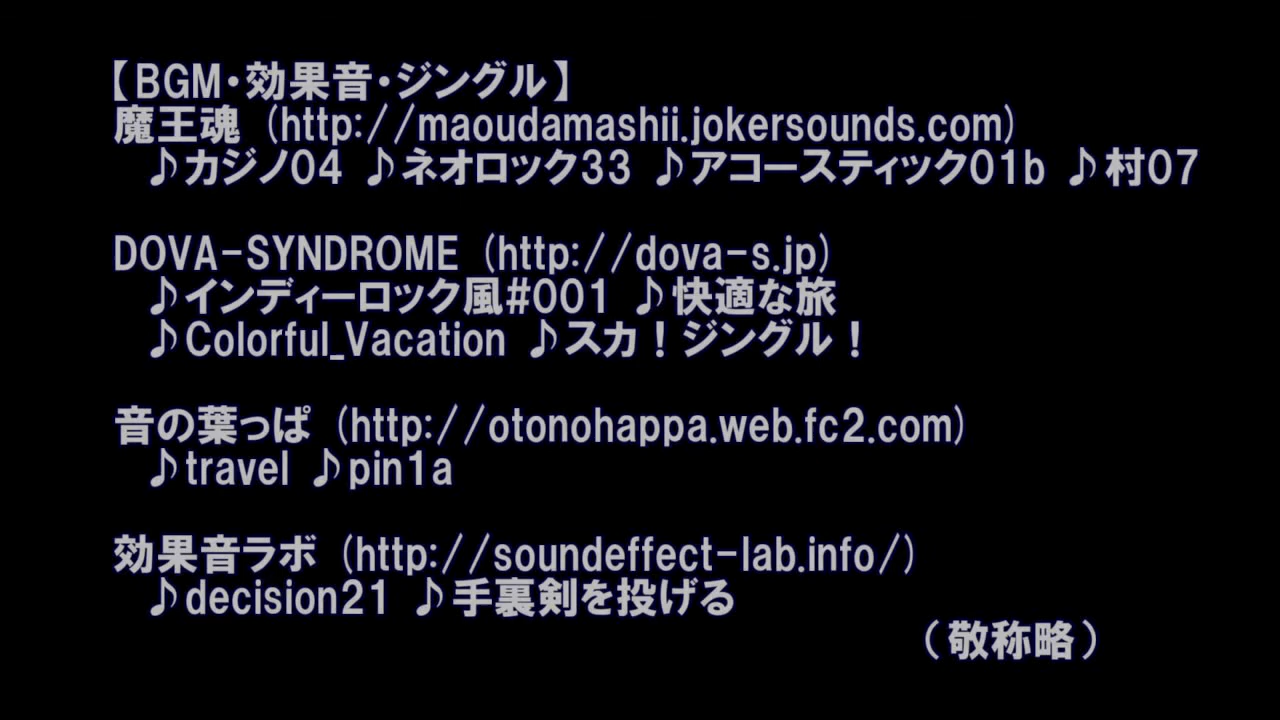 【BGM・効果音・ジングル】
魔王魂 (http://maoudamashii.jokersounds.com)
♪カジノ04 ♪ネオロック33 ♪アコースティック01b ♪村07
DOVA-SYNDROME (http://dova-s.jp)
♪インディーロック風#001 ♪快適な旅
♪Colorful_Vacation ♪スカ！ジングル！
音の葉っぱ (http://otonohappa.web.fc2.com)
♪travel ♪pin1a
効果音ラボ (http://soundeffect-lab.info/)
♪decision21 ♪手裏剣を投げる
（敬称略）